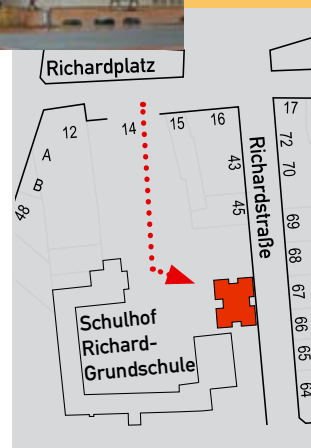 Richardplatz
17
12
14
15
16
72
A
70
43
B
Richardstraße
48
45
69
68
67
Schulhof
Richard-
Grundschule
66
65
64